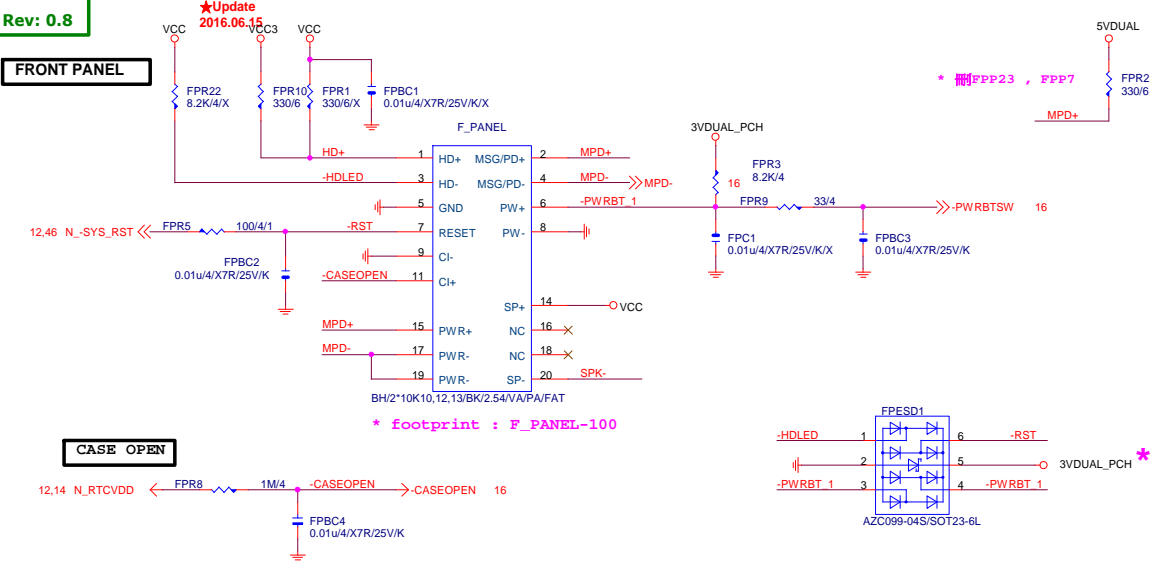 Rev: 0.8
★Update
2016.06.15
VCC
VCC3
VCC
5VDUAL
FRONT PANEL
FPR22
8.2K/4/X
FPR10
330/6
FPR1
330/6/X
FPBC1
0.01u/4/X7R/25V/K/X
* 刪FPP23 , FPP7
FPR2
330/6
MPD+
F_PANEL
3VDUAL_PCH
HD+
1
HD+
MSG/PD+
2
MPD+
-HDLED
3
HD-
MSG/PD-
4
MPD-
MPD-
16
FPR3
8.2K/4
5
GND
PW+
6
-PWRBT_1
FPR9
33/4
-PWRBTSW
16
12,46 N_-SYS_RST
FPR5
100/4/1
-RST
7
RESET
PW-
8
FPC1
0.01u/4/X7R/25V/K/X
FPBC3
0.01u/4/X7R/25V/K
FPBC2
0.01u/4/X7R/25V/K
9
CI-
-CASEOPEN
11
CI+
SP+
14
VCC
MPD+
15
PWR+
NC
16
MPD-
17
PWR-
NC
18
19
PWR-
SP-
20
SPK-
BH/2*10K10,12,13/BK/2.54/VA/PA/FAT
* footprint : F_PANEL-100
CASE OPEN
12,14 N_RTCVDD
FPR8
1M/4
-CASEOPEN
-CASEOPEN
16
FPBC4
0.01u/4/X7R/25V/K
FPESD1
-HDLED
1
6
-RST
2
5
3VDUAL_PCH
*
-PWRBT_1
3
4
-PWRBT_1
AZC099-04S/SOT23-6L